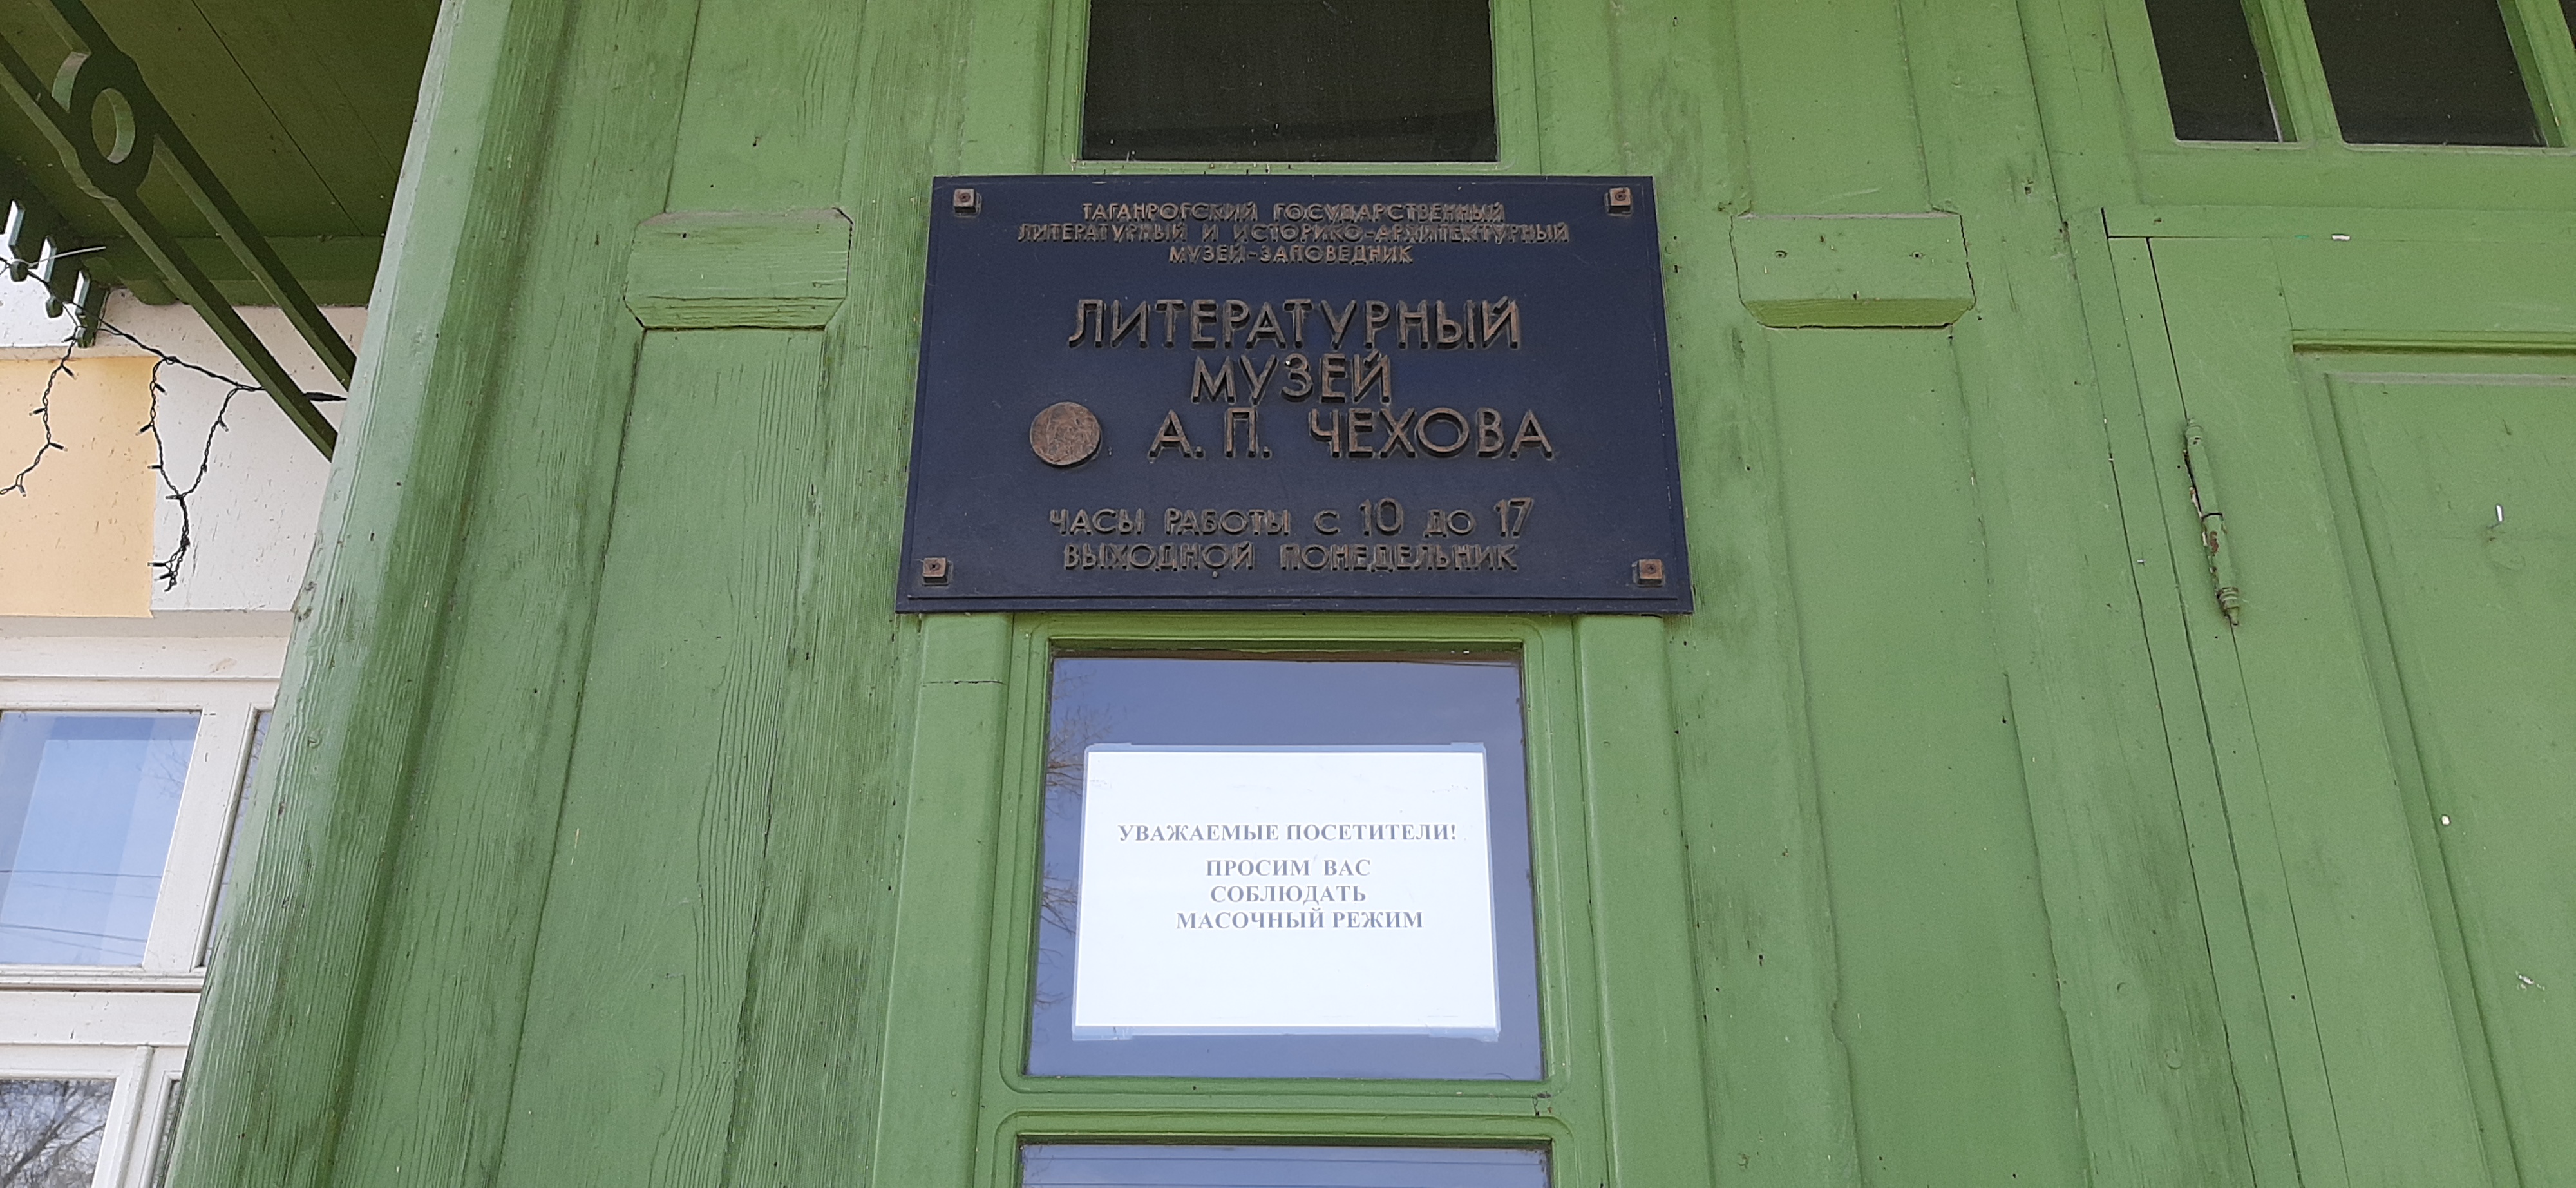 ТАГАНРОГСКИЙ ГОСУДАРСТВЕННЫЙ
ЛИТЕРАТУРНЫЙ И ИСТОРИКО-АРХИТЕКТУРНЫЙ
МУЗЕЙ-ЗАПОВЕДНИК
ЛИТЕРАТУРНЫЙ
МУЗЕЙ
А. П. ЧЕХОВА
ЧАСЫ РАБОТЫ С 10 ДО 17
ВЫХОДНОЙ ПОНЕДЕЛЬНИК
УВАЖАЕМЫЕ ПОСЕТИТЕЛИ!
ПРОСИМ ВАС
СОБЛЮДАТЬ
МАСОЧНЫЙ РЕЖИМ